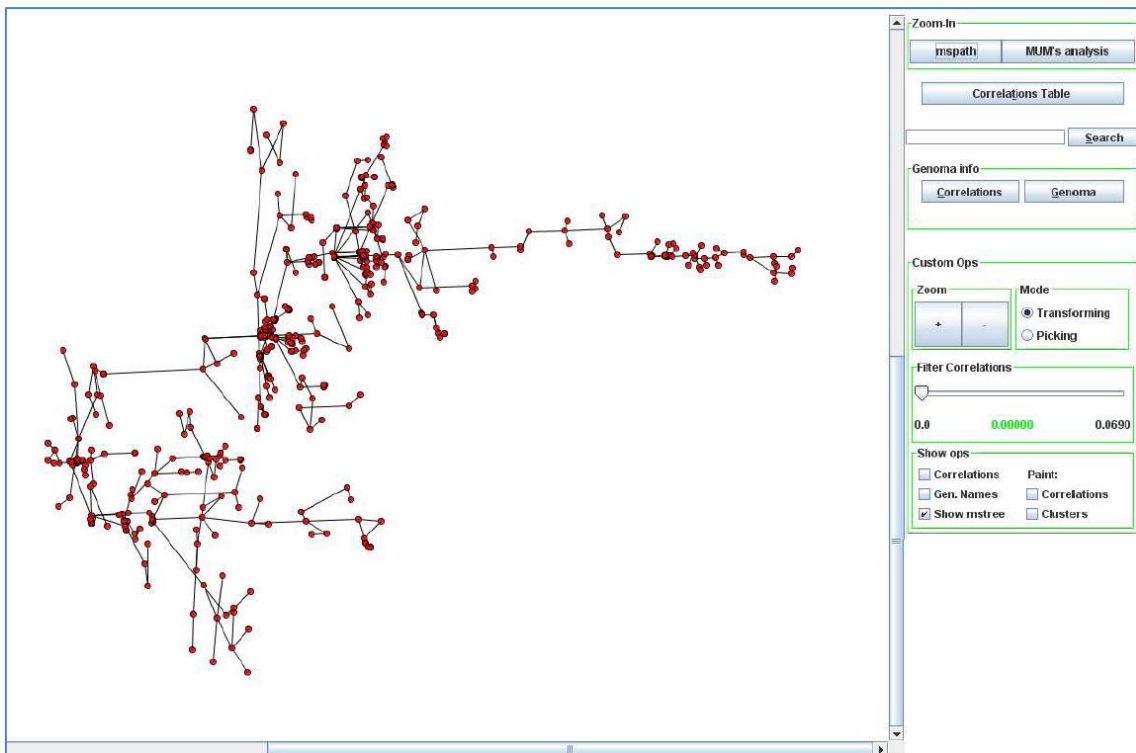 Zoom-In
mspath MUM's analysis
Correlations Table
Search
Genoma info
Correlations Genoma
Custom Ops
Zoom Mode
+ - Transforming
Picking
Filter Correlations
0.0 0.00000 0.0690
Show ops
Correlations Paint:
Gen. Names Correlations
Show mstree Clusters